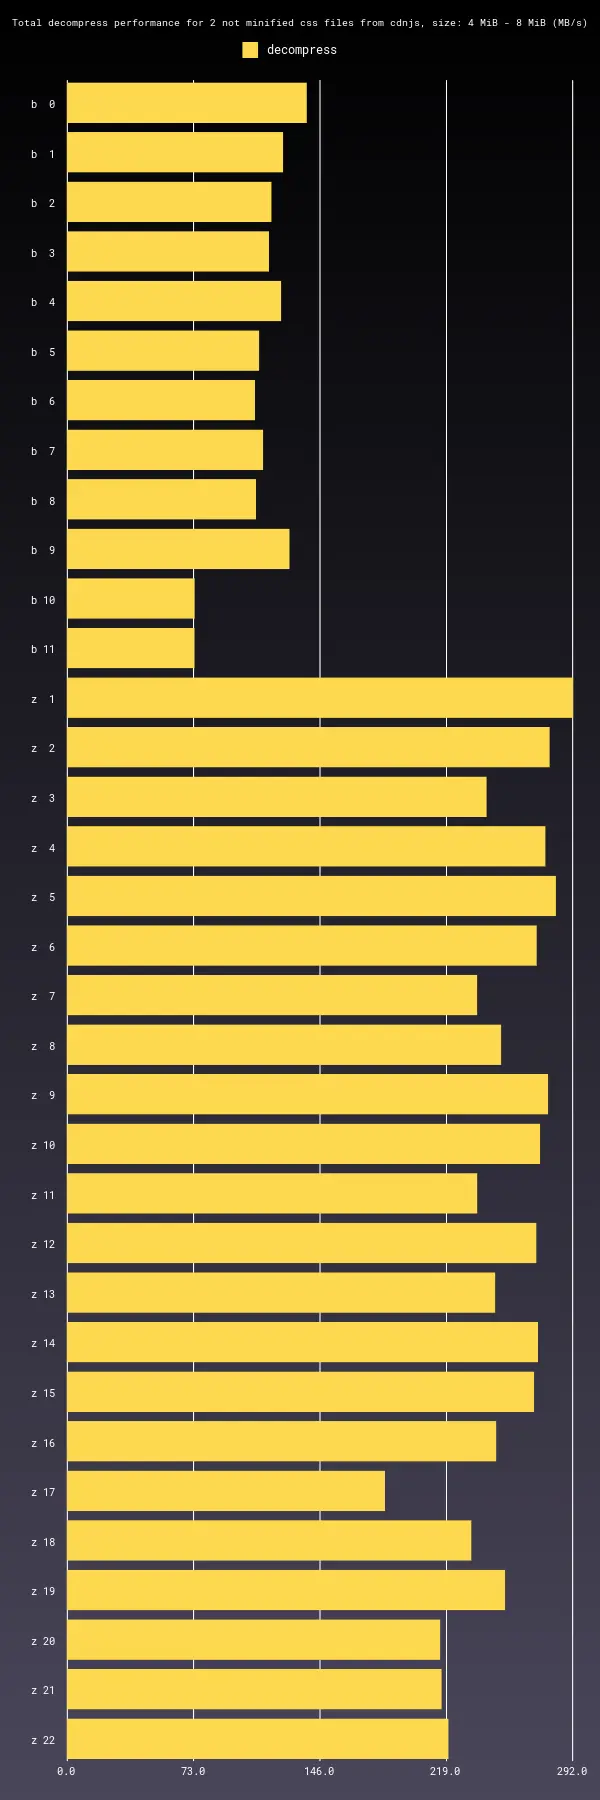 Total decompress performance for 2 not minified css files from cdnjs, size: 4 MiB - 8 MiB (MB/s)
decompress
b  0
b  1
b  2
b  3
b  4
b  5
b  6
b  7
b  8
b  9
b 10
b 11
z  1
z  2
z  3
z  4
z  5
z  6
z  7
z  8
z  9
z 10
z 11
z 12
z 13
z 14
z 15
z 16
z 17
z 18
z 19
z 20
z 21
z 22
0.0 73.0 146.0 219.0 292.0